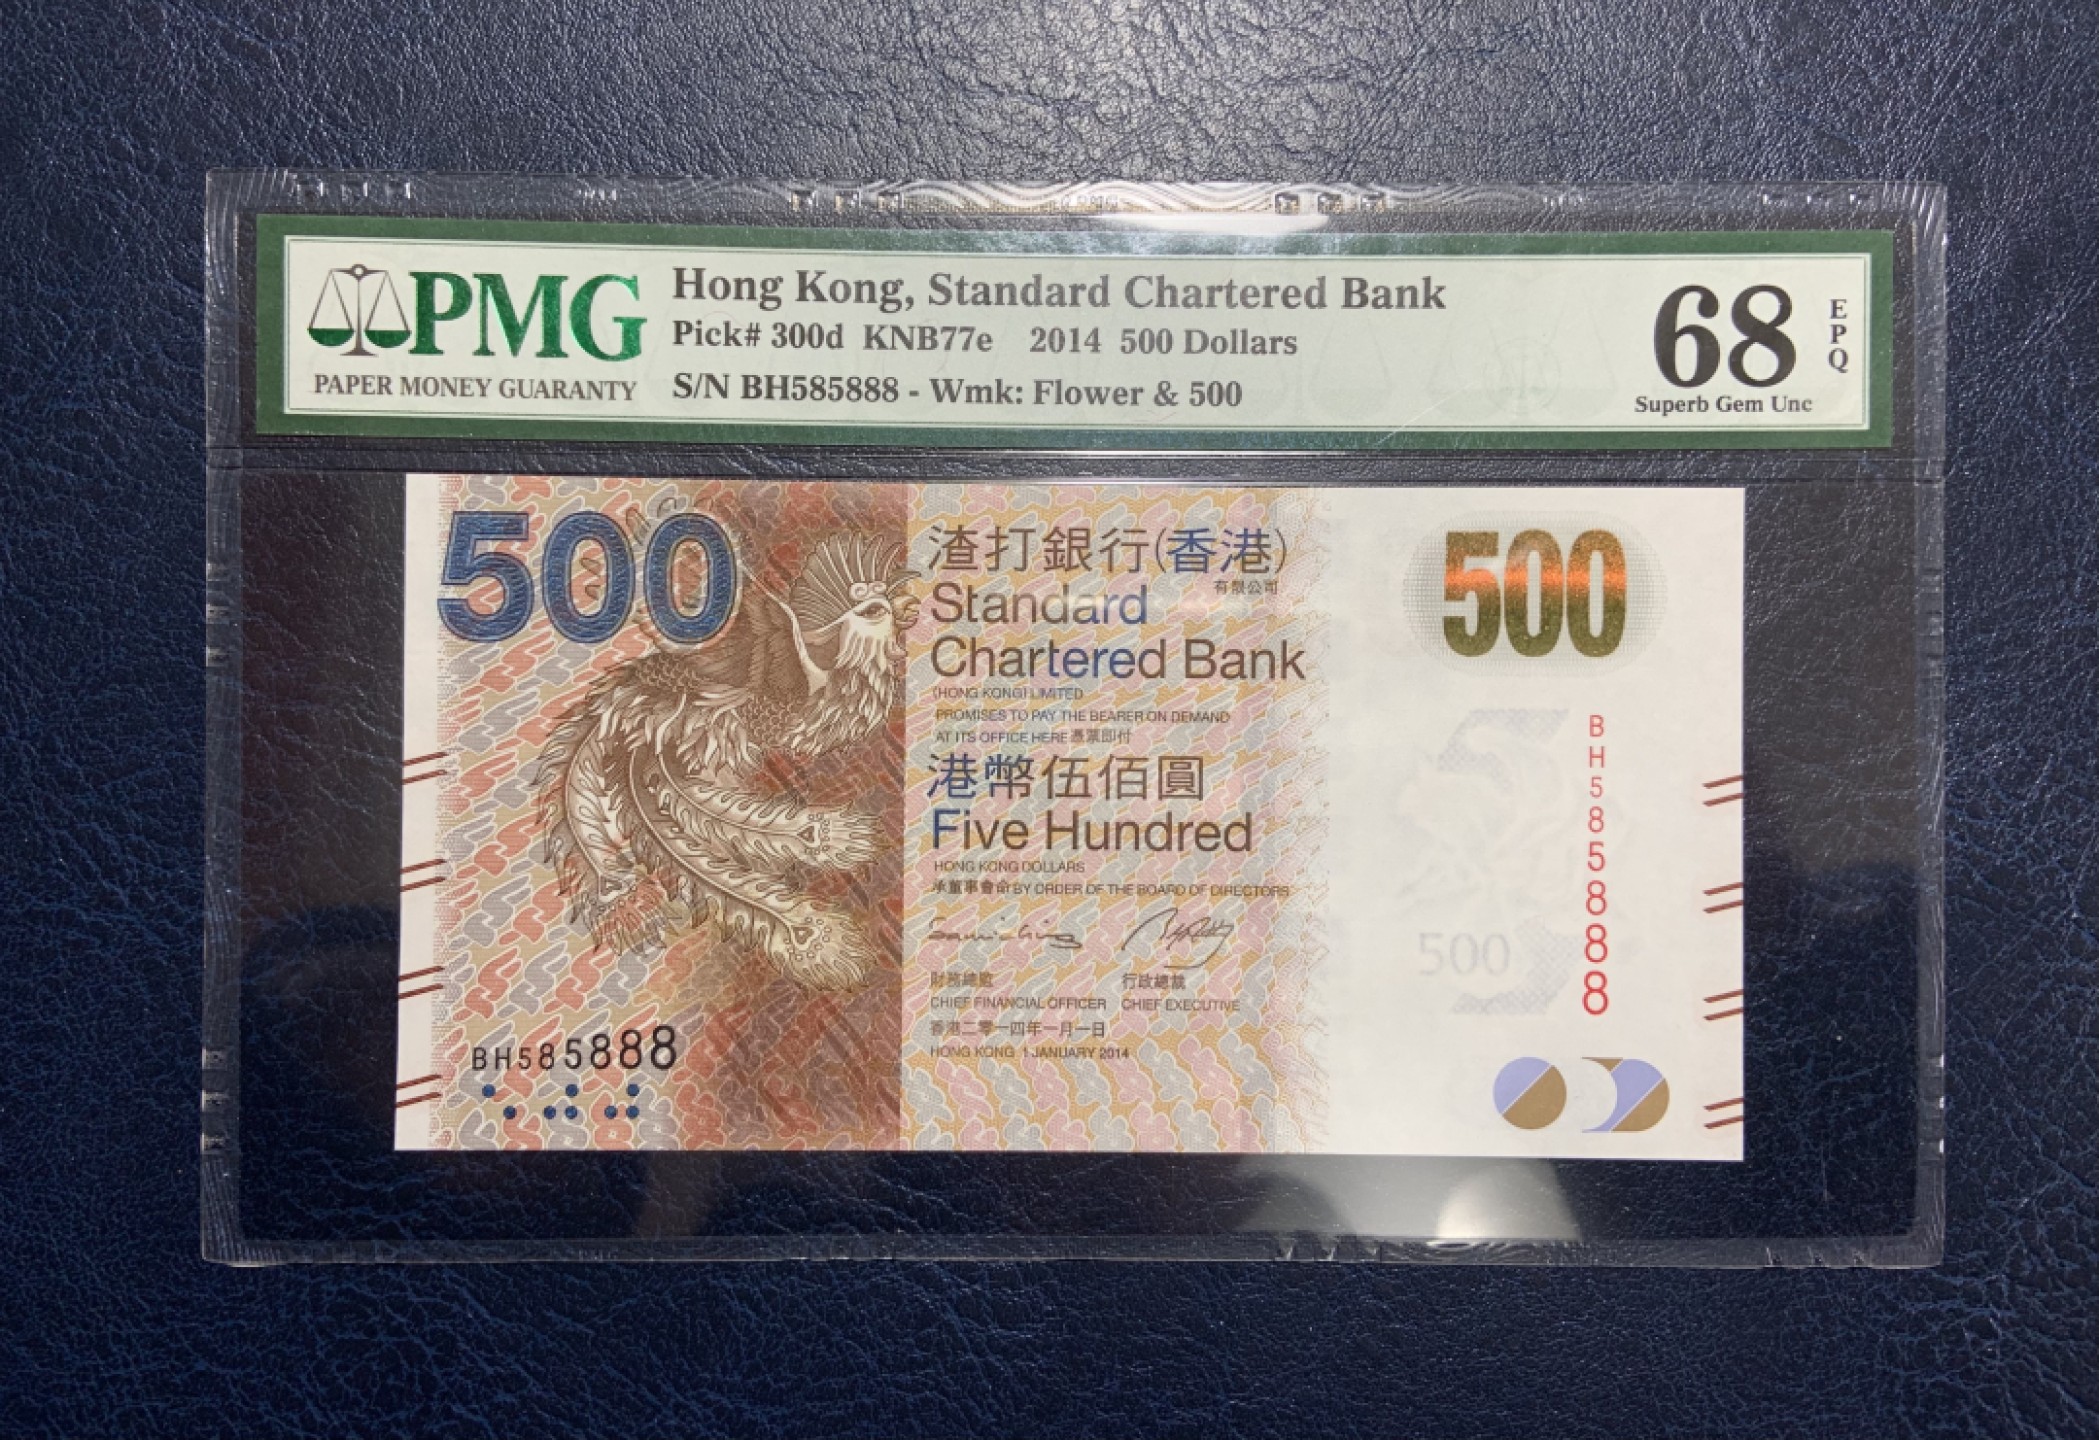 PMG
PAPER MONEY GUARANTY
Hong Kong, Standard Chartered Bank
Pick# 300d KNB77e 2014 500 Dollars
S/N BH585888 - Wmk: Flower & 500
68
EPQ
Superb Gem Unc
500
渣打銀行(香港)
有限公司
Standard
Chartered Bank
(HONG KONG) LIMITED
PROMISES TO PAY THE BEARER ON DEMAND
AT ITS OFFICE HERE 憑票即付
港幣伍佰圓
Five Hundred
HONG KONG DOLLARS
承董事會命 BY ORDER OF THE BOARD OF DIRECTORS
財務總監 行政總裁
CHIEF FINANCIAL OFFICER CHIEF EXECUTIVE
香港二零一四年一月一日
HONG KONG 1 JANUARY 2014
BH585888
500
BH585888
500